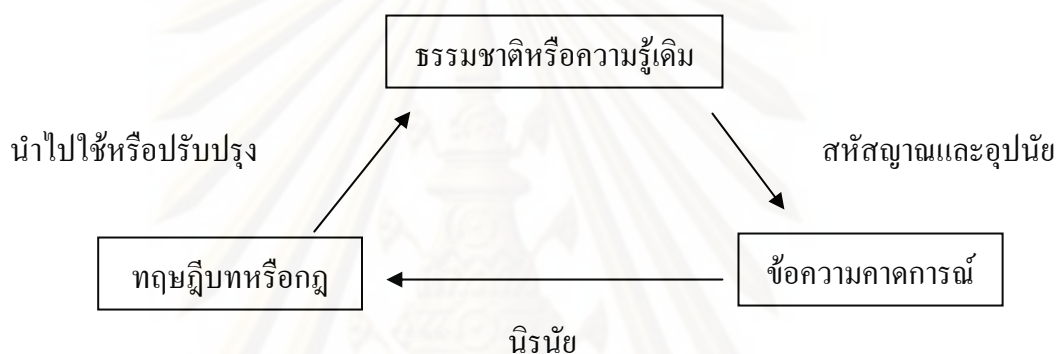 ธรรมชาติหรือความรู้เดิม
นำไปใช้หรือปรับปรุง
สหัสญาณและอุปนัย
ทฤษฎีบทหรือกฎ
ข้อความคาดการณ์
นิรนัย